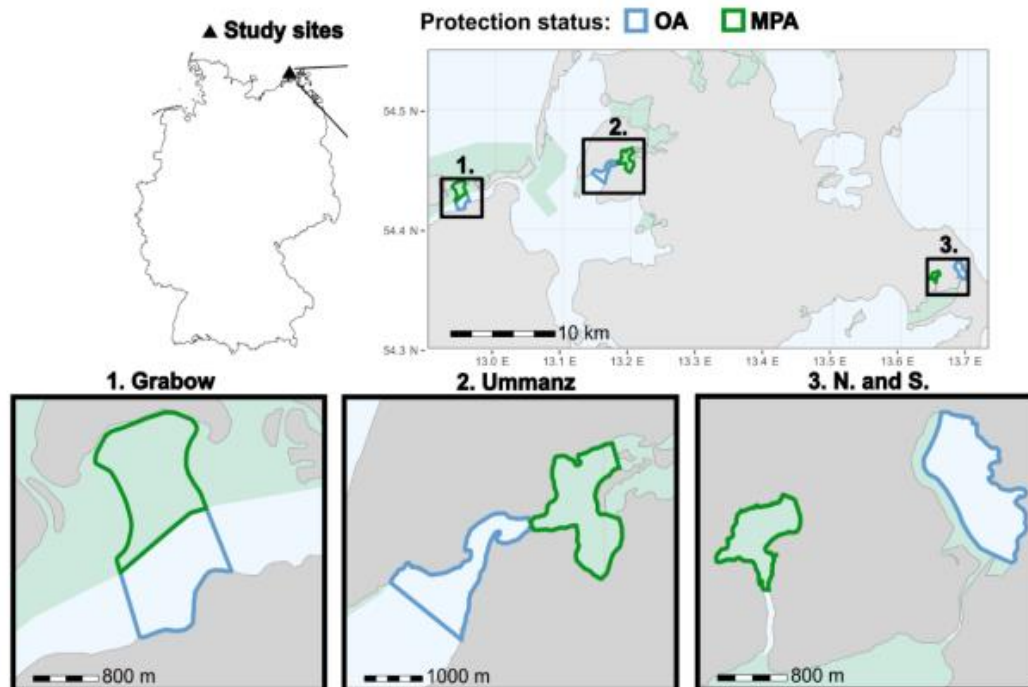 ▲ Study sites
Protection status: OA MPA
54.5 N
54.4 N
54.3 N
1.
2.
3.
10 km
13.0 E 13.1 E 13.2 E 13.3 E 13.4 E 13.5 E 13.6 E 13.7 E
1. Grabow
2. Ummanz
3. N. and S.
800 m
1000 m
800 m